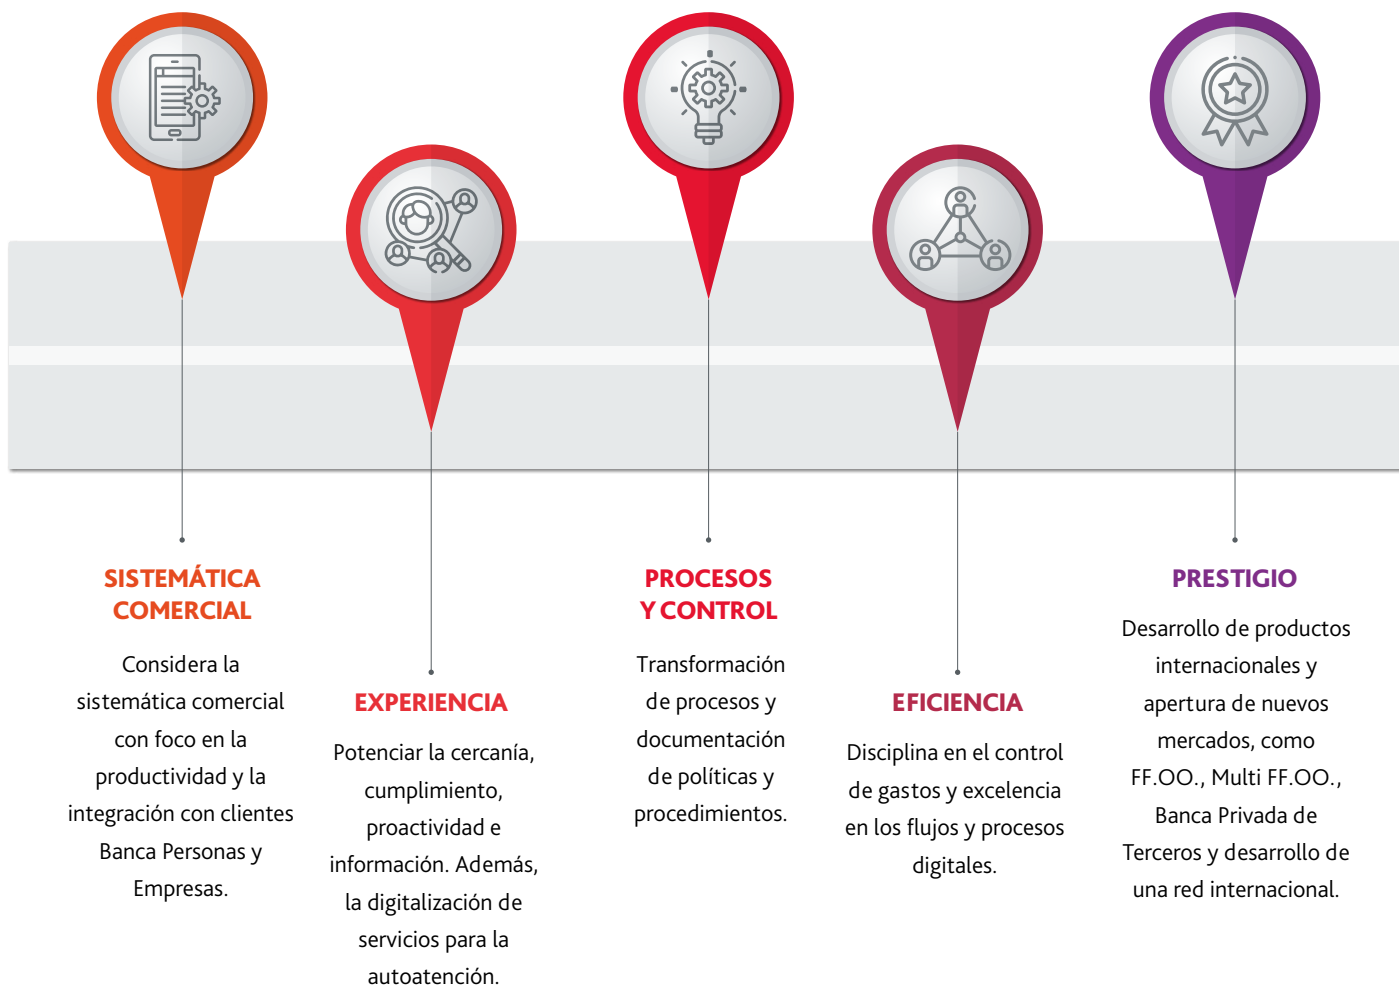 SISTEMÁTICA
COMERCIAL
Considera la
sistemática comercial
con foco en la
productividad y la
integración con clientes
Banca Personas y
Empresas.
EXPERIENCIA
Potenciar la cercanía,
cumplimiento,
proactividad e
información. Además,
la digitalización de
servicios para la
autoatención.
PROCESOS
Y CONTROL
Transformación
de procesos y
documentación
de políticas y
procedimientos.
EFICIENCIA
Disciplina en el control
de gastos y excelencia
en los flujos y procesos
digitales.
PRESTIGIO
Desarrollo de productos
internacionales y
apertura de nuevos
mercados, como
FF.OO., Multi FF.OO.,
Banca Privada de
Terceros y desarrollo de
una red internacional.